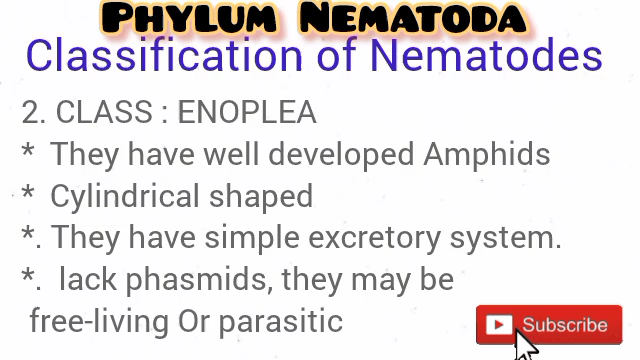 Phylum Nematoda
Classification of Nematodes
2. CLASS : ENOPLEA
* They have well developed Amphids
* Cylindrical shaped
*. They have simple excretory system.
*. lack phasmids, they may be
free-living Or parasitic
Subscribe